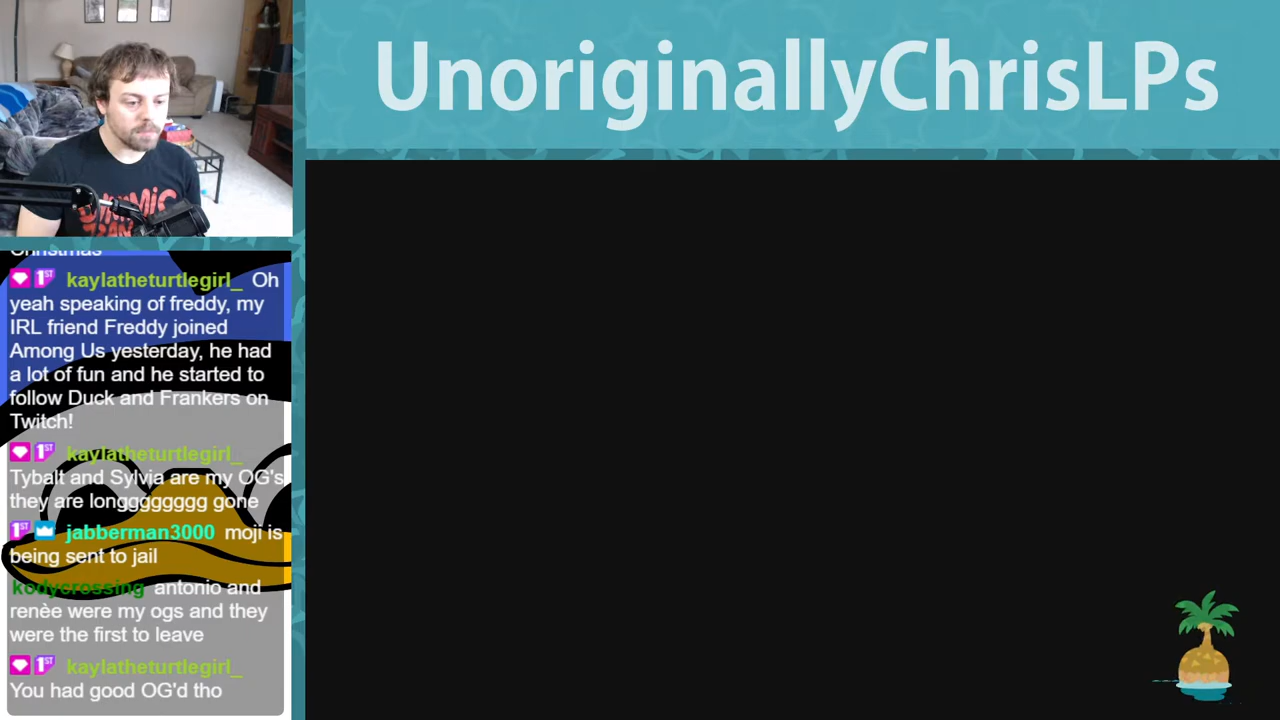 UnoriginallyChrisLPs
Christmas
kaylatheturtlegirl_ Oh
yeah speaking of freddy, my
IRL friend Freddy joined
Among Us yesterday, he had
a lot of fun and he started to
follow Duck and Frankers on
Twitch!
kaylatheturtlegirl_
Tybalt and Sylvia are my OG's
they are longggggggg gone
jabberman3000 moji is
being sent to jail
kodycrossing antonio and
renèe were my ogs and they
were the first to leave
kaylatheturtlegirl_
You had good OG'd tho